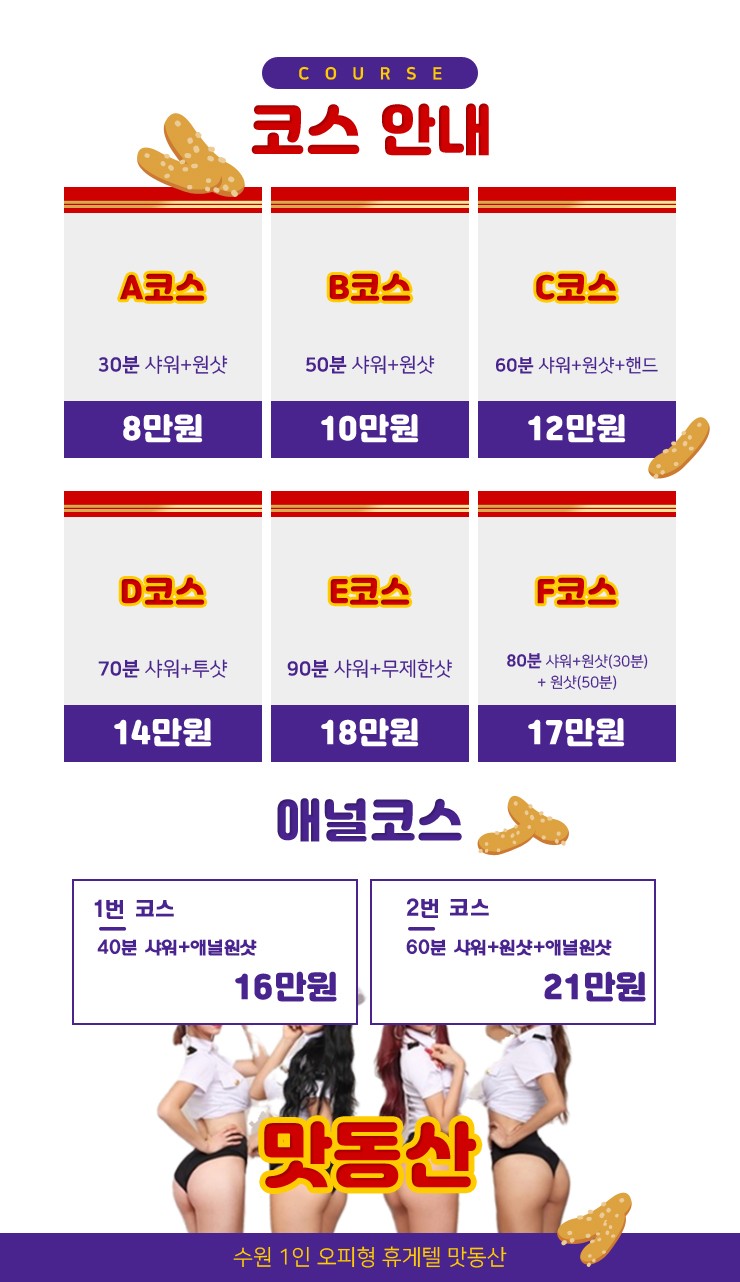 COURSE
코스 안내
A코스
30분 샤워+원샷
8만원
B코스
50분 샤워+원샷
10만원
C코스
60분 샤워+원샷+핸드
12만원
D코스
70분 샤워+투샷
14만원
E코스
90분 샤워+무제한샷
18만원
F코스
80분 샤워+원샷(30분)
+ 원샷(50분)
17만원
애널코스
1번 코스
40분 샤워+애널원샷
16만원
2번 코스
60분 샤워+원샷+애널원샷
21만원
맛동산
수원 1인 오피형 휴게텔 맛동산